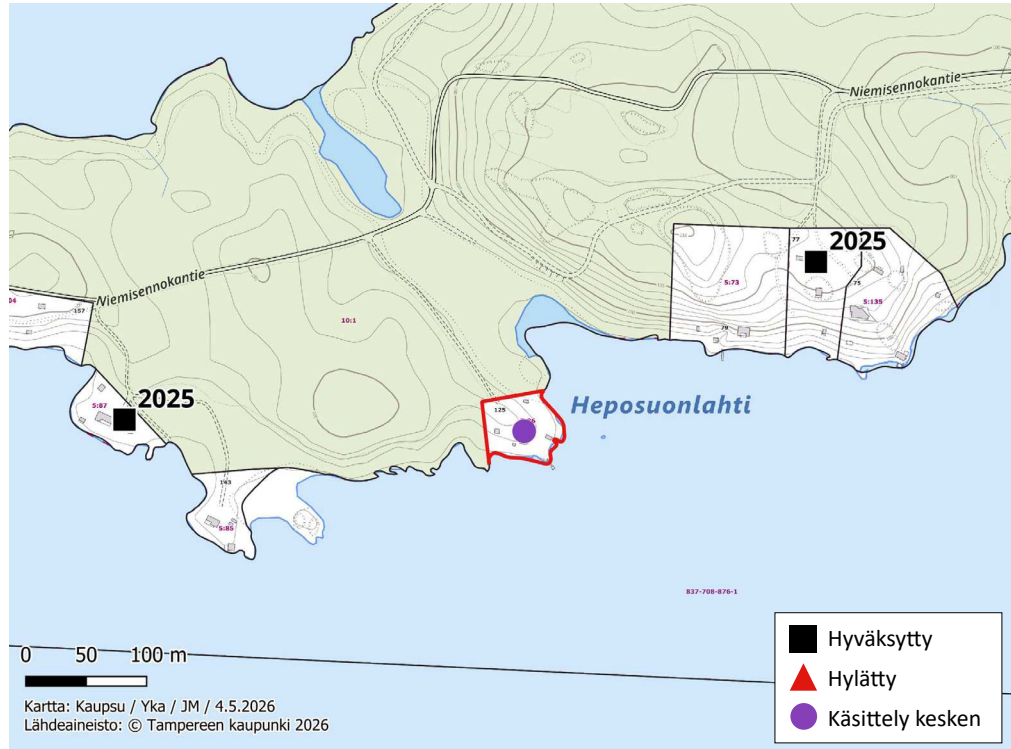 Niemisennokantie
77
2025
5:73
75
5:135
Niemisennokantie
04
157
10:1
79
2025
5:87
125
Heposuonlahti
143
5:85
837-708-876-1
0 50 100 m
Kartta: Kaupsu / Yka / JM / 4.5.2026
Lähdeaineisto: © Tampereen kaupunki 2026
Hyväksytty
Hylätty
Käsittely kesken